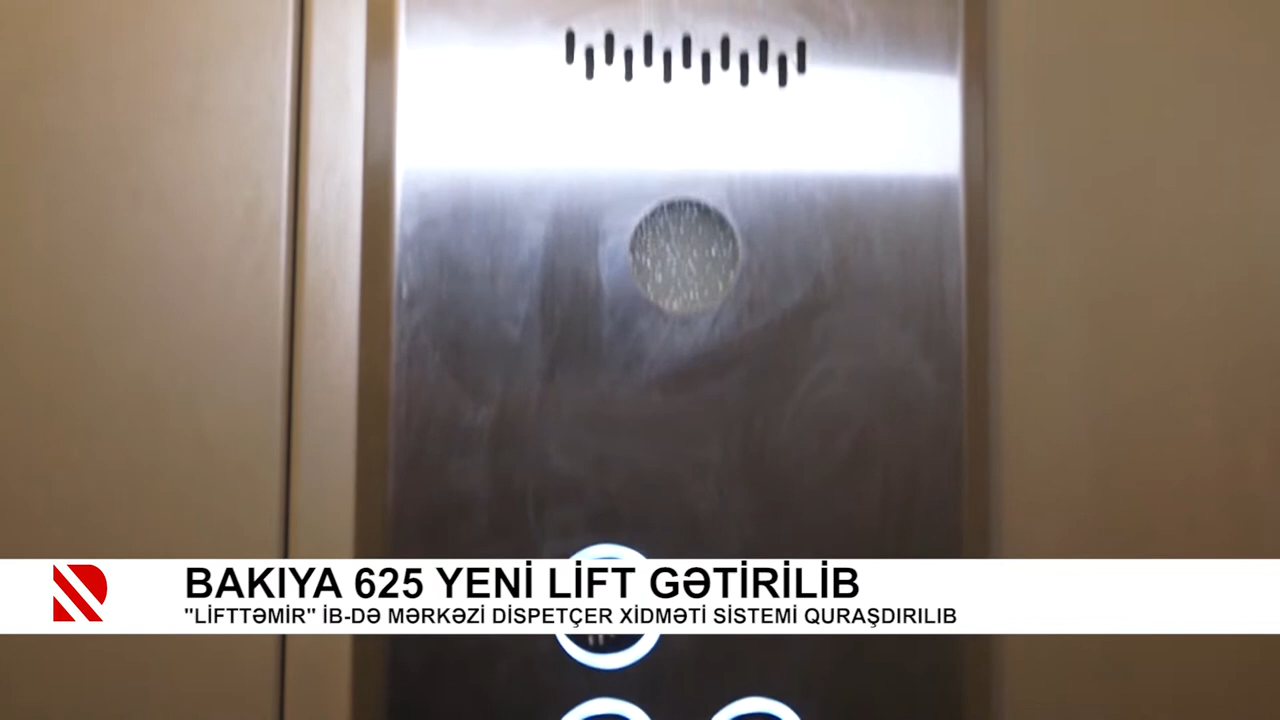 BAKIYA 625 YENİ LİFT GƏTİRİLİB
"LİFTTƏMİR" İB-DƏ MƏRKƏZİ DİSPETÇER XİDMƏTİ SİSTEMİ QURAŞDIRILIB